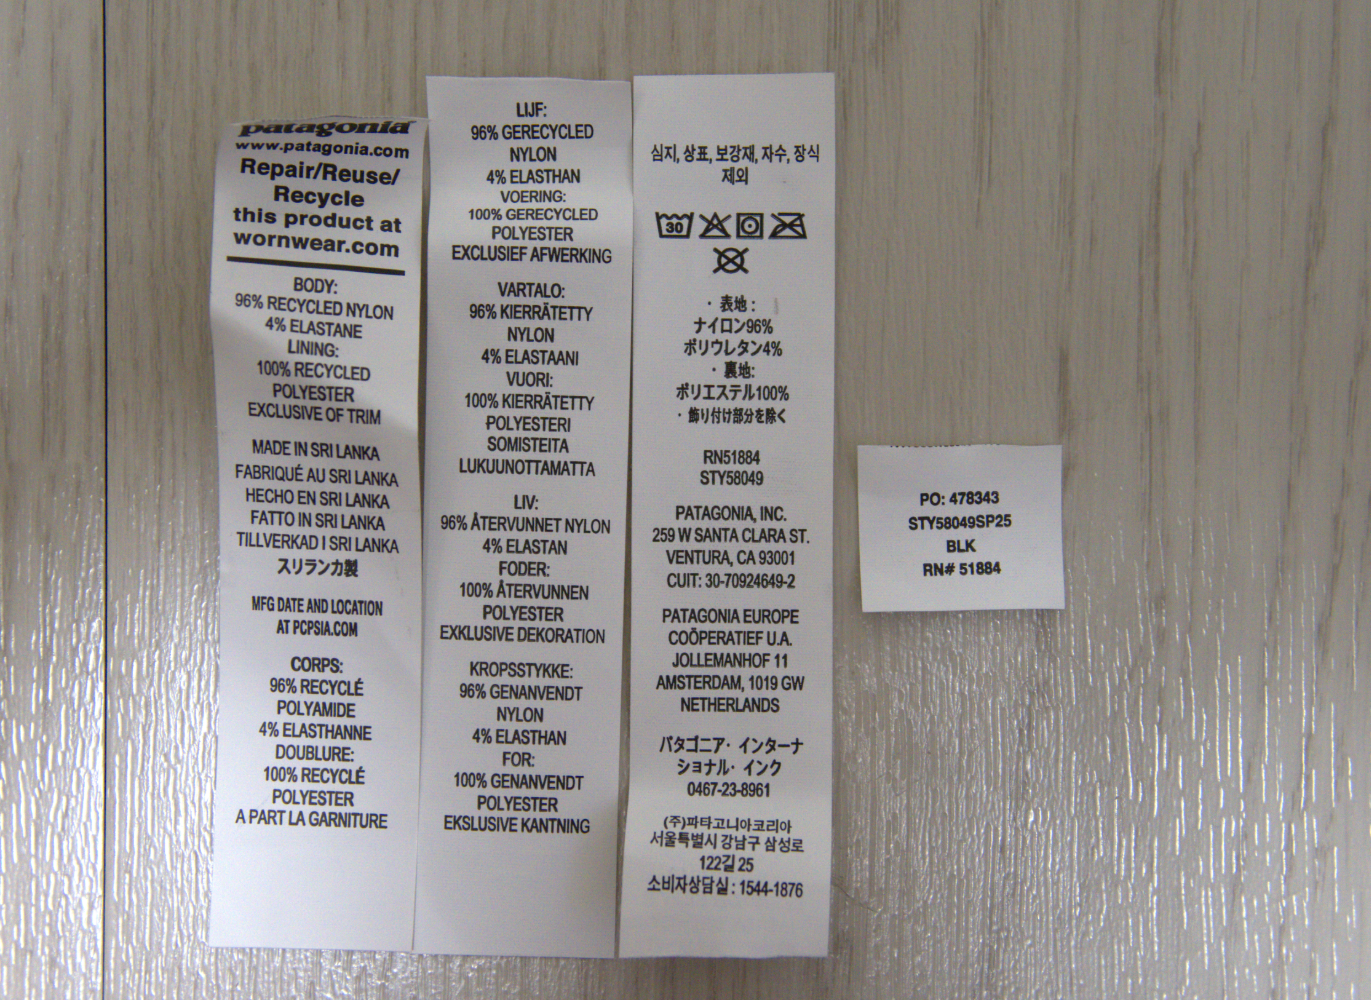 patagonia
www.patagonia.com
Repair/Reuse/
Recycle
this product at
wornwear.com
BODY:
96% RECYCLED NYLON
4% ELASTANE
LINING:
100% RECYCLED
POLYESTER
EXCLUSIVE OF TRIM
MADE IN SRI LANKA
FABRIQUÉ AU SRI LANKA
HECHO EN SRI LANKA
FATTO IN SRI LANKA
TILLVERKAD I SRI LANKA
スリランカ製
MFG DATE AND LOCATION
AT PCPSIA.COM
CORPS:
96% RECYCLÉ
POLYAMIDE
4% ELASTHANNE
DOUBLURE:
100% RECYCLÉ
POLYESTER
A PART LA GARNITURE
LIJF:
96% GERECYCLED
NYLON
4% ELASTHAN
VOERING:
100% GERECYCLED
POLYESTER
EXCLUSIEF AFWERKING
VARTALO:
96% KIERRÄTETTY
NYLON
4% ELASTAANI
VUORI:
100% KIERRÄTETTY
POLYESTERI
SOMISTEITA
LUKUUNOTTAMATTA
LIV:
96% ÅTERVUNNET NYLON
4% ELASTAN
FODER:
100% ÅTERVUNNEN
POLYESTER
EXKLUSIVE DEKORATION
KROPSSTYKKE:
96% GENANVENDT
NYLON
4% ELASTHAN
FOR:
100% GENANVENDT
POLYESTER
EKSLUSIVE KANTNING
심지, 상표, 보강재, 자수, 장식
제외
30
・表地：
ナイロン96%
ポリウレタン4%
・裏地:
ポリエステル100%
・飾り付け部分を除く
RN51884
STY58049
PATAGONIA, INC.
259 W SANTA CLARA ST.
VENTURA, CA 93001
CUIT: 30-70924649-2
PATAGONIA EUROPE
COÖPERATIEF U.A.
JOLLEMANHOF 11
AMSTERDAM, 1019 GW
NETHERLANDS
パタゴニア・インターナ
ショナル・インク
0467-23-8961
(주)파타고니아코리아
서울특별시 강남구 삼성로
122길 25
소비자상담실 : 1544-1876
PO: 478343
STY58049SP25
BLK
RN# 51884